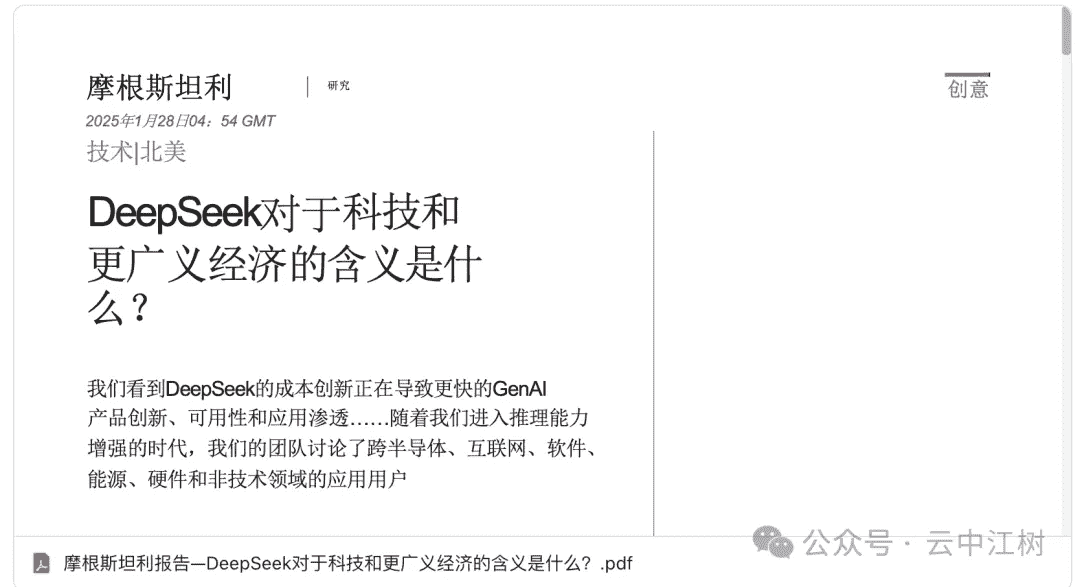 摩根斯坦利 | 研究
创意
2025年1月28日04：54 GMT
技术|北美
DeepSeek对于科技和
更广义经济的含义是什
么？
我们看到DeepSeek的成本创新正在导致更快的GenAI
产品创新、可用性和应用渗透……随着我们进入推理能力
增强的时代，我们的团队讨论了跨半导体、互联网、软件、
能源、硬件和非技术领域的应用用户
摩根斯坦利报告—DeepSeek对于科技和更广义经济的含义是什么？.pdf
公众号 · 云中江树